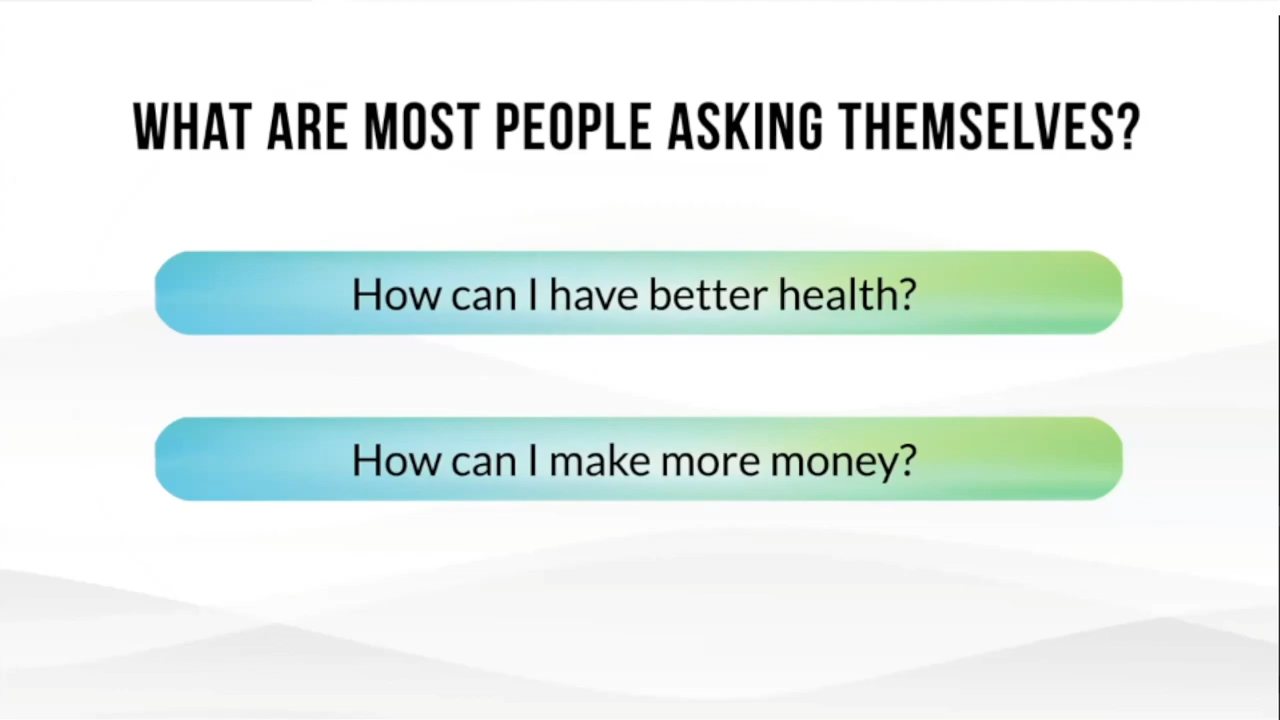 WHAT ARE MOST PEOPLE ASKING THEMSELVES?
How can I have better health?
How can I make more money?